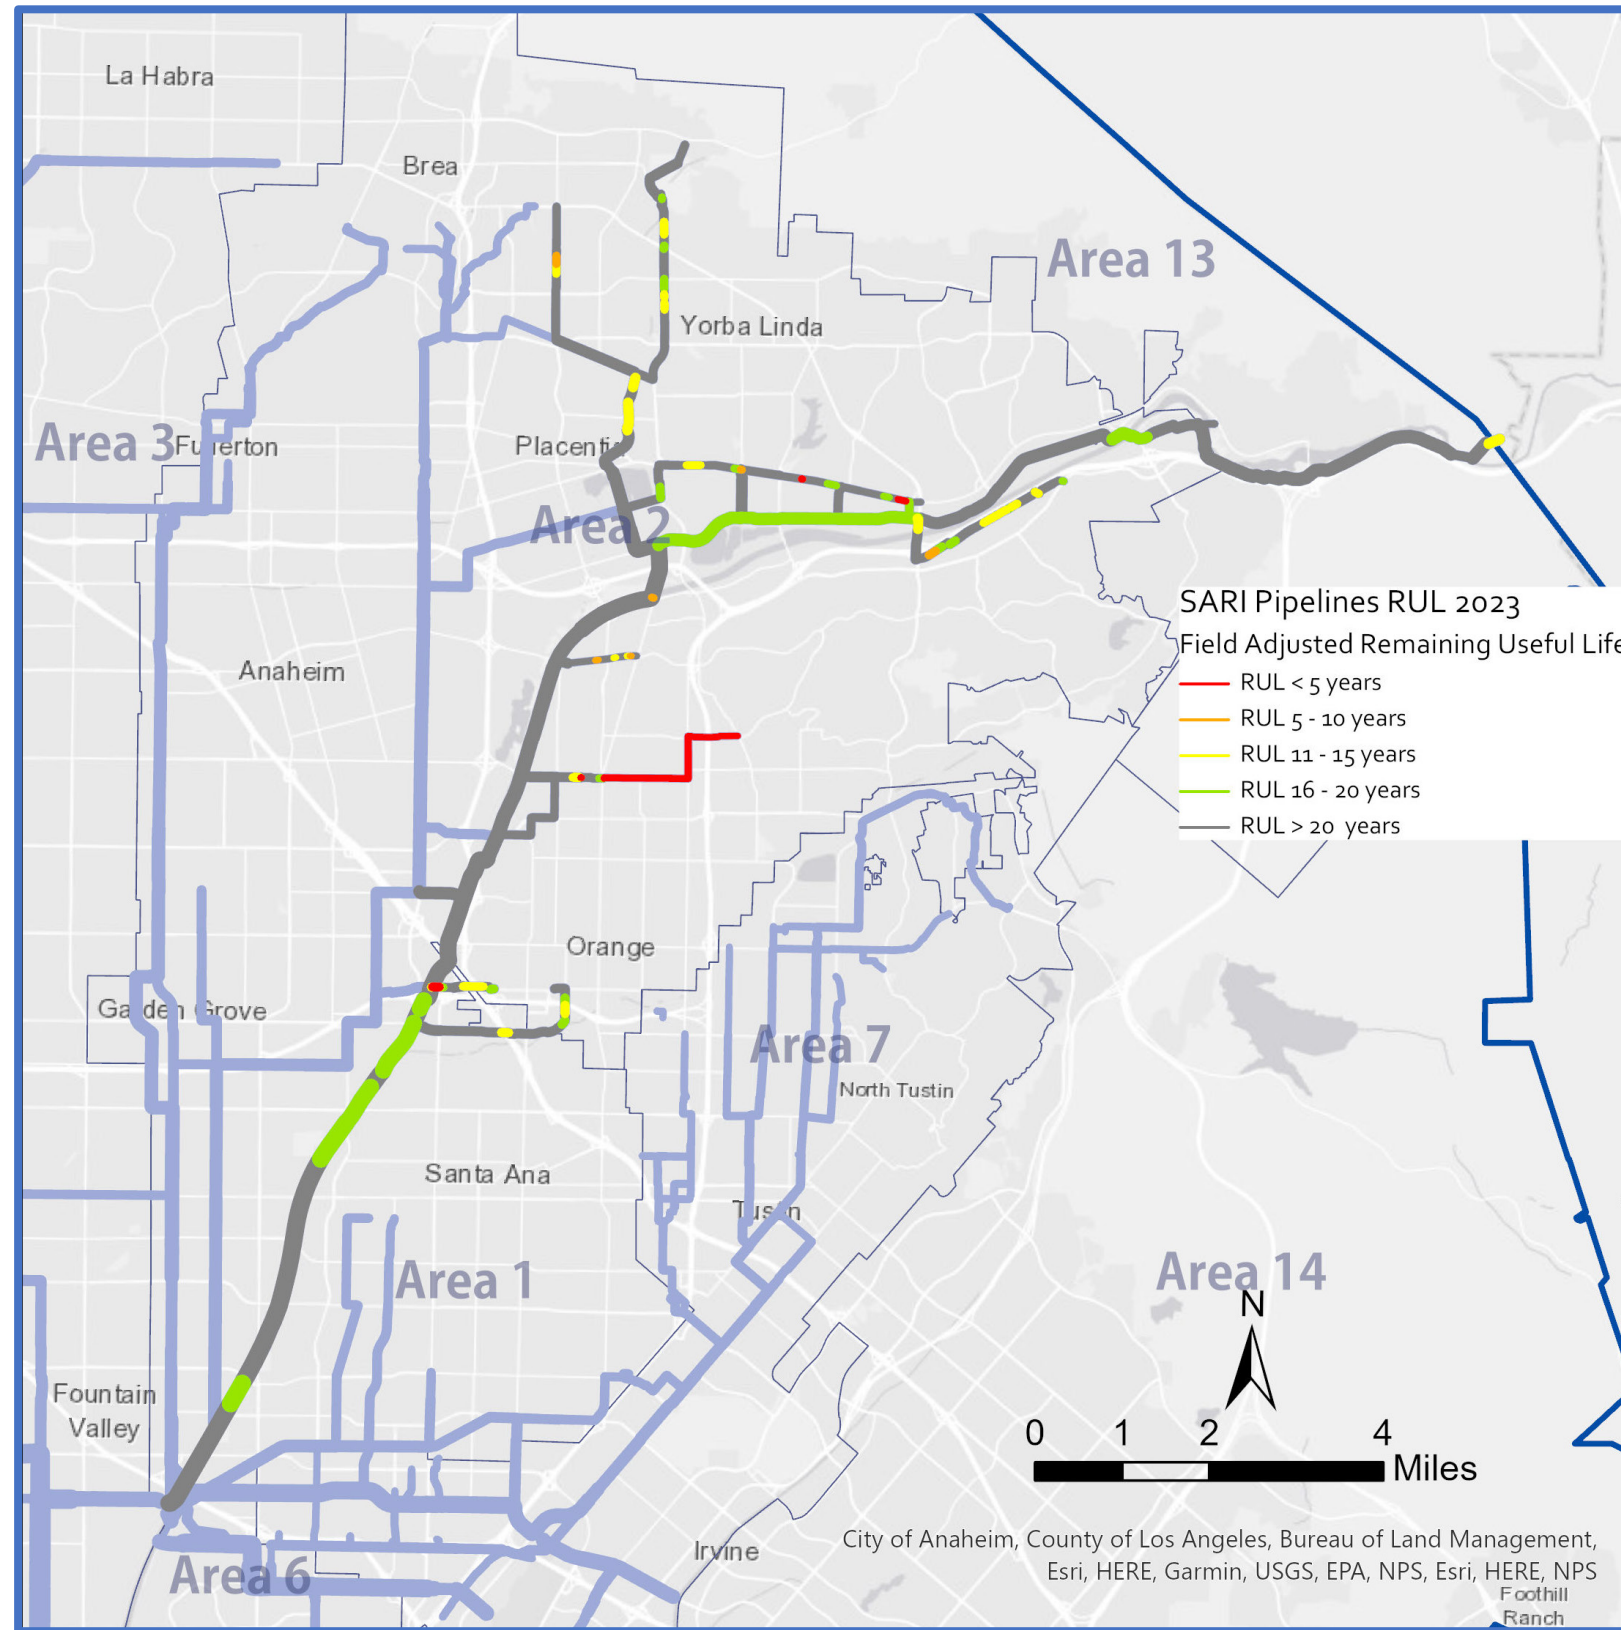 La Habra
Brea
Area 13
Yorba Linda
Area 3
Fullerton
Placentia
Area 2
SARI Pipelines RUL 2023
Field Adjusted Remaining Useful Life
RUL < 5 years
RUL 5 - 10 years
RUL 11 - 15 years
RUL 16 - 20 years
RUL > 20 years
Anaheim
Orange
Garden Grove
Area 7
North Tustin
Santa Ana
Tustin
Area 1
Area 14
N
Fountain
Valley
0 1 2 4
Miles
Irvine
City of Anaheim, County of Los Angeles, Bureau of Land Management,
Esri, HERE, Garmin, USGS, EPA, NPS, Esri, HERE, NPS
Area 6
Foothill
Ranch